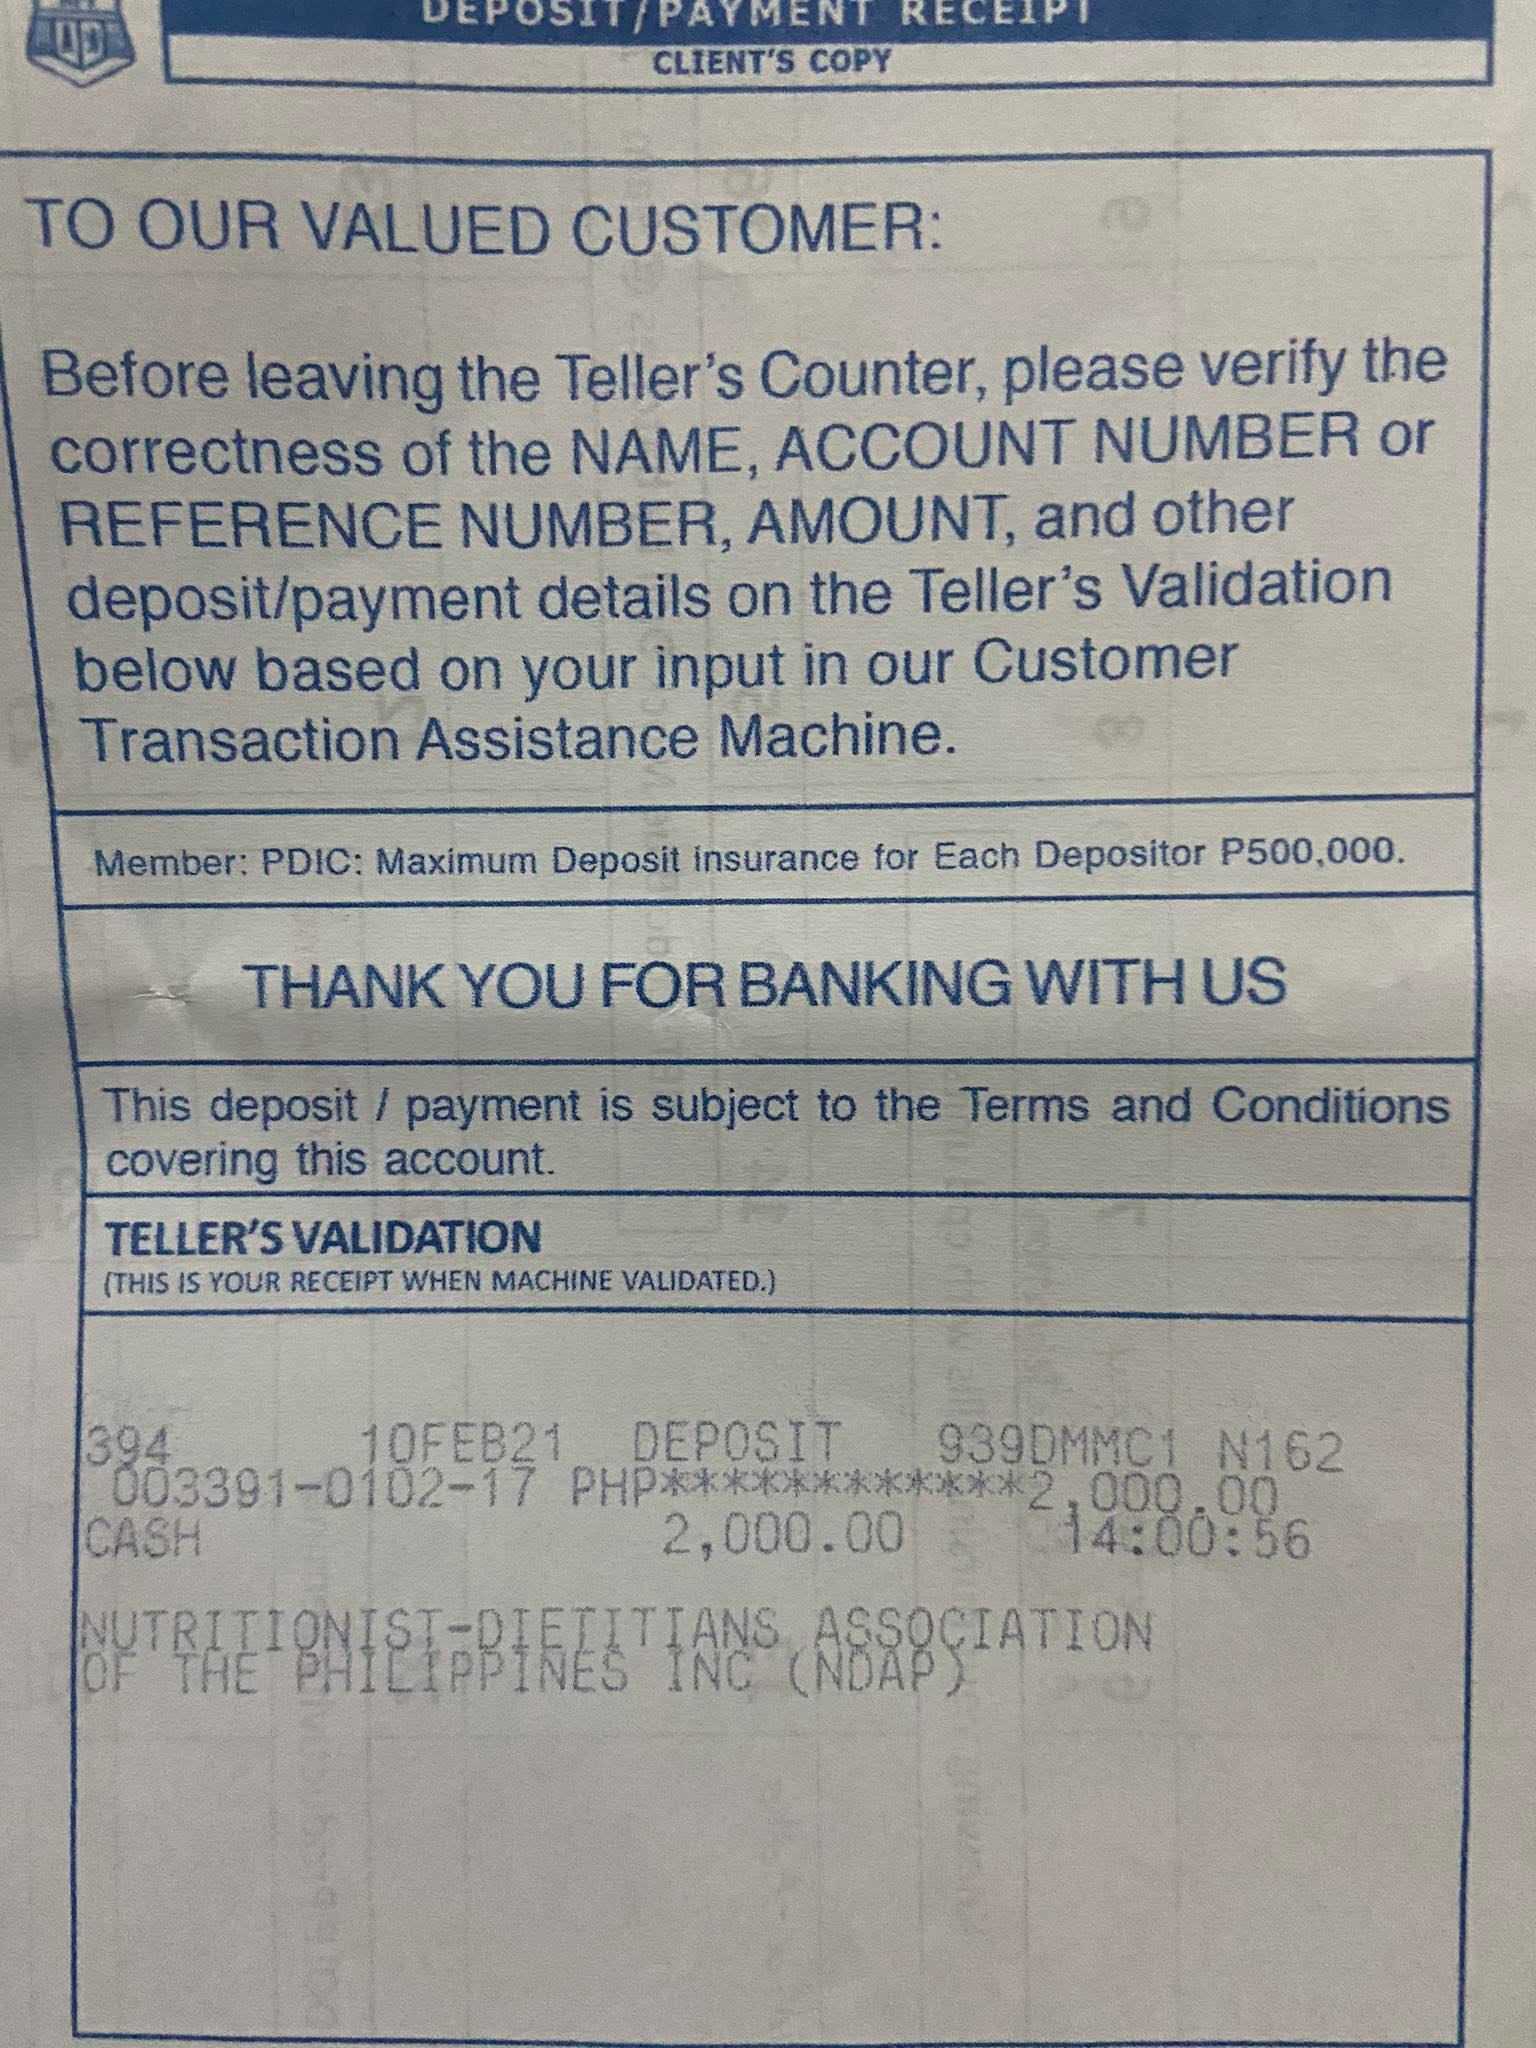 DEPOSIT/PAYMENT RECEIPT
CLIENT'S COPY
TO OUR VALUED CUSTOMER:
Before leaving the Teller's Counter, please verify the
correctness of the NAME, ACCOUNT NUMBER or
REFERENCE NUMBER, AMOUNT, and other
deposit/payment details on the Teller's Validation
below based on your input in our Customer
Transaction Assistance Machine.
Member: PDIC: Maximum Deposit insurance for Each Depositor P500,000.
THANK YOU FOR BANKING WITH US
This deposit / payment is subject to the Terms and Conditions
covering this account.
TELLER'S VALIDATION
(THIS IS YOUR RECEIPT WHEN MACHINE VALIDATED.)
394 10FEB21 DEPOSIT 939DMMC1 N162
003391-0102-17 PHP************2,000.00
CASH 2,000.00 14:00:56
NUTRITIONIST-DIETITIANS ASSOCIATION
OF THE PHILIPPINES INC (NDAP)